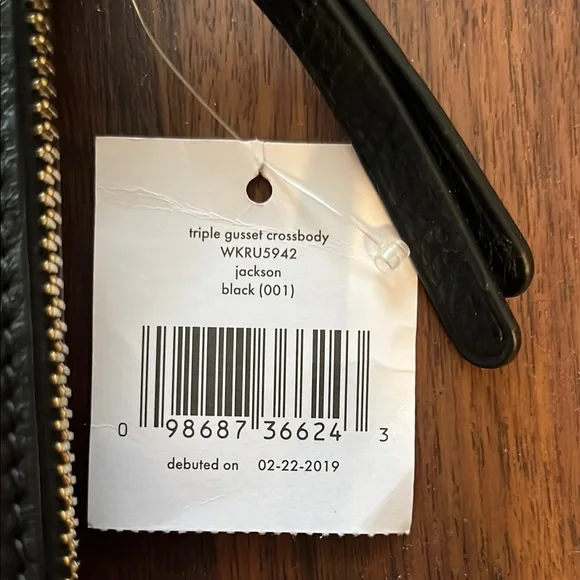 triple gusset crossbody
WKRU5942
jackson
black (001)
0 98687 36624 3
debuted on 02-22-2019